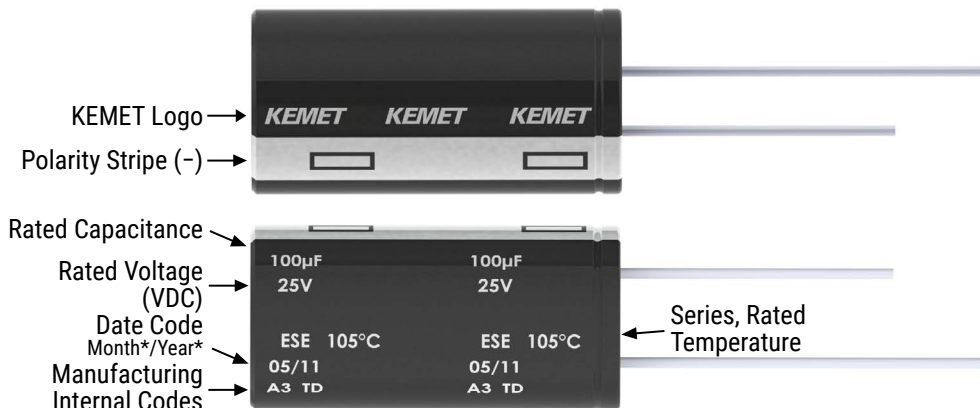 KEMET Logo
KEMET KEMET KEMET
Polarity Stripe (−)
Rated Capacitance
100µF 100µF
Rated Voltage
(VDC)
25V 25V
Date Code
Month*/Year*
ESE 105°C ESE 105°C
Series, Rated
Temperature
05/11 05/11
Manufacturing
Internal Codes
A3 TD A3 TD